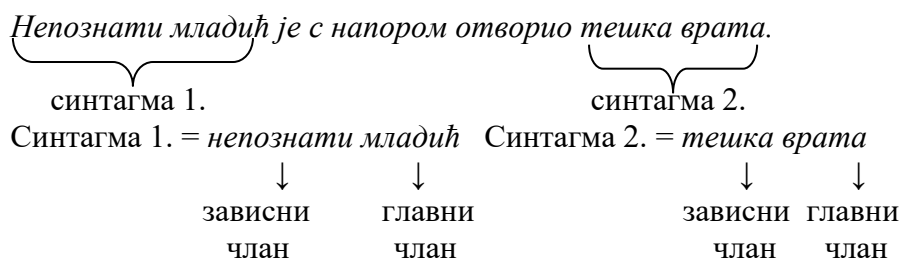 Непознати младић је с напором отворио тешка врата.
синтагма 1. синтагма 2.
Синтагма 1. = непознати младић Синтагма 2. = тешка врата
↓ ↓ ↓ ↓
зависни главни зависни главни
члан члан члан члан